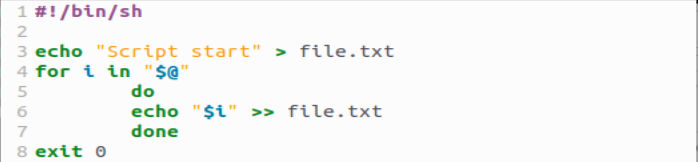 1 #!/bin/sh
2
3 echo "Script start" > file.txt
4 for i in "$@"
5 do
6 echo "$i" >> file.txt
7 done
8 exit 0